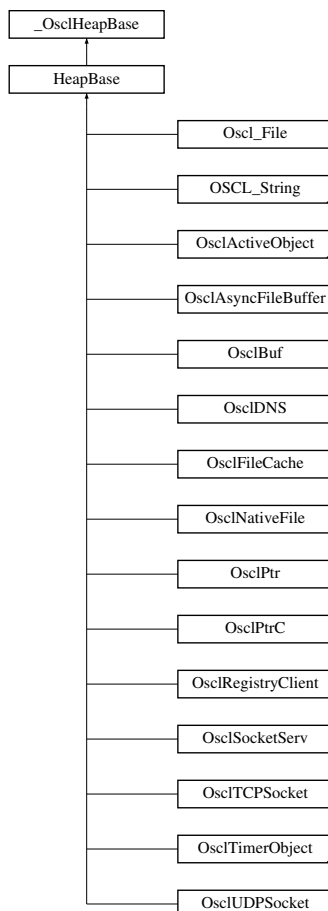 _OsclHeapBase
HeapBase
Oscl_File
OSCL_String
OsclActiveObject
OsclAsyncFileBuffer
OsclBuf
OsclDNS
OsclFileCache
OsclNativeFile
OsclPtr
OsclPtrC
OsclRegistryClient
OsclSocketServ
OsclTCPSocket
OsclTimerObject
OsclUDPSocket